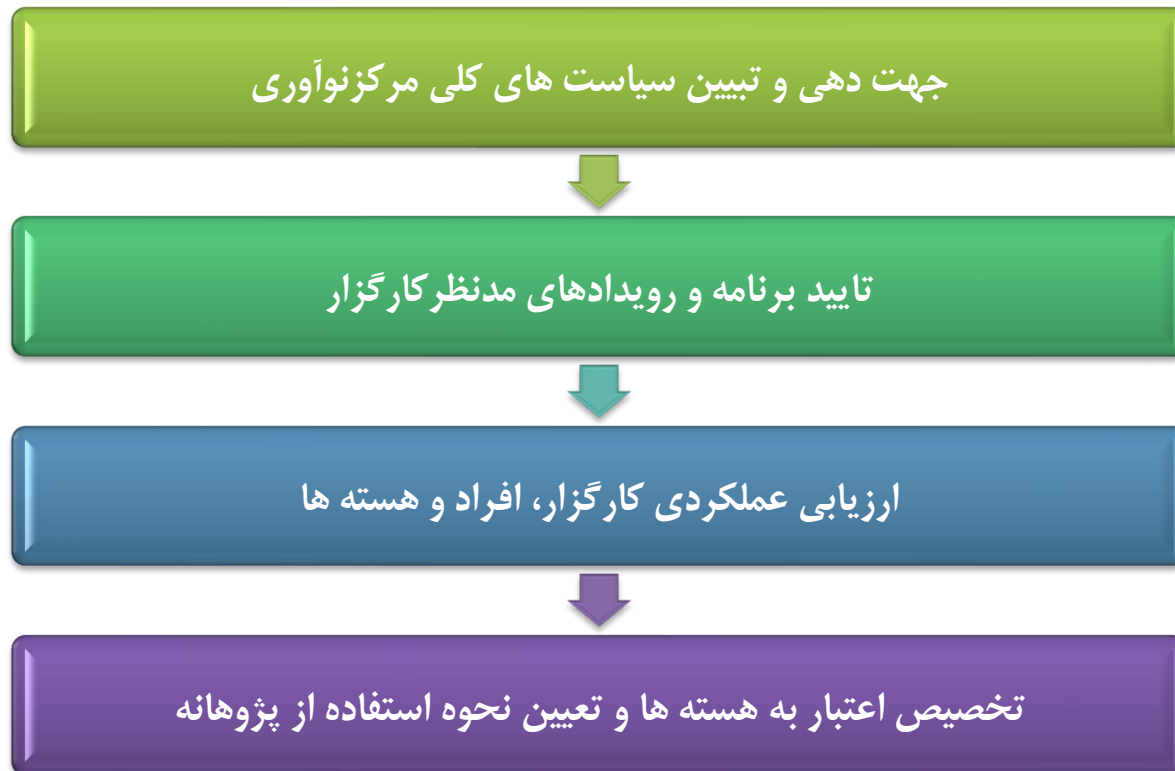 جهت دهی و تبیین سیاست های کلی مرکزنوآوری
تایید برنامه و رویدادهای مدنظرکارگزار
ارزیابی عملکردی کارگزار، افراد و هسته ها
تخصیص اعتبار به هسته ها و تعیین نحوه استفاده از پژوهانه